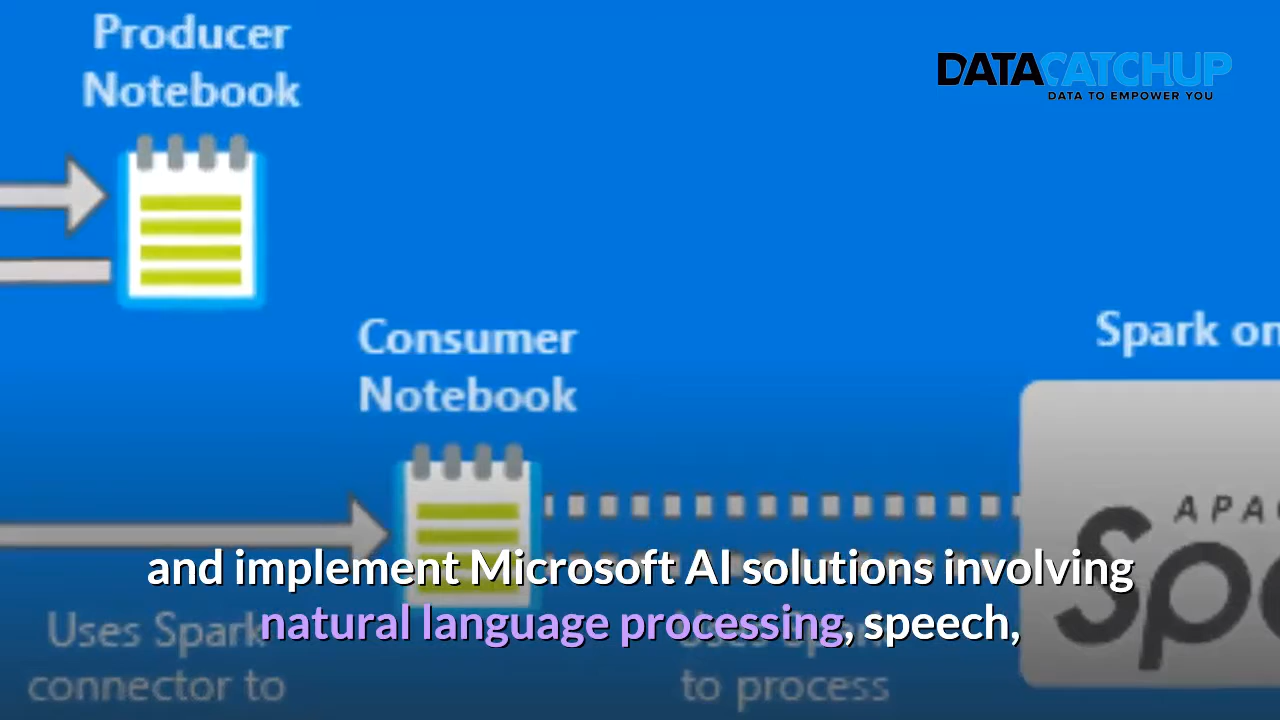 Producer
Notebook
DATACATCHUP
DATA TO EMPOWER YOU
Consumer
Notebook
Spark on
and implement Microsoft AI solutions involving
natural language processing, speech,
Uses Spark
connector to
to process